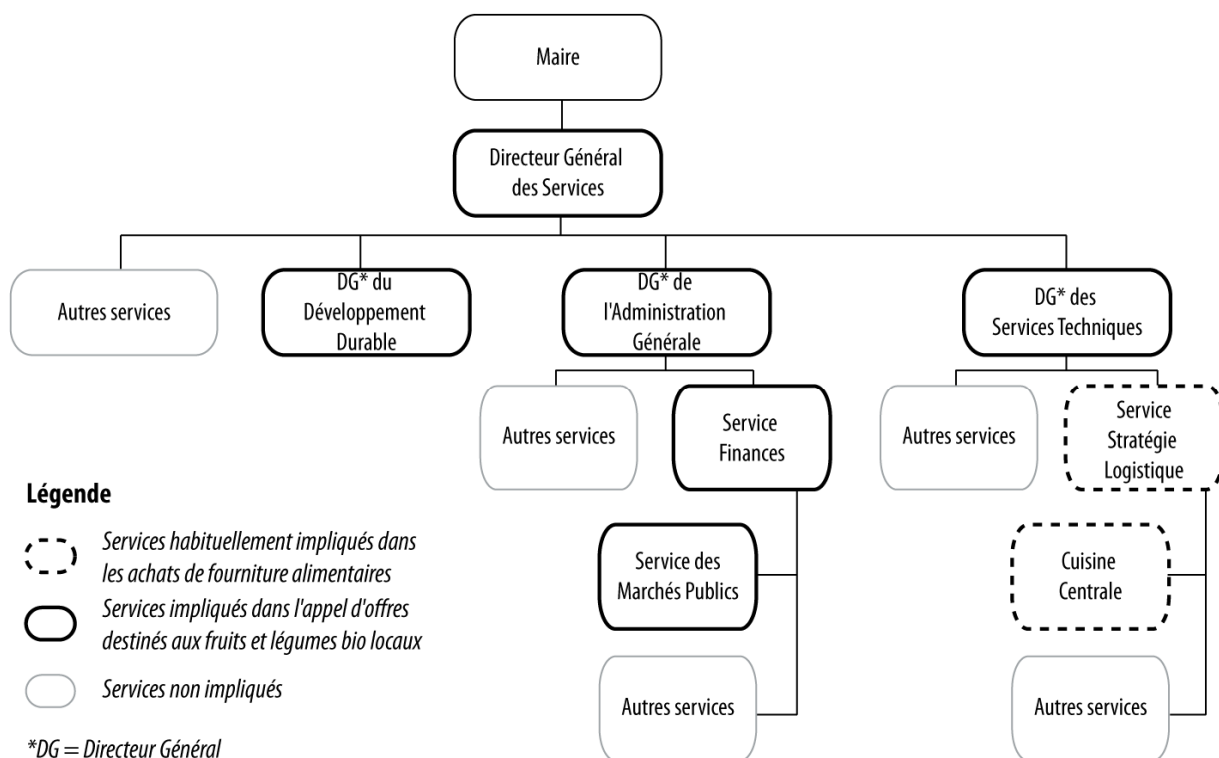 Maire
Directeur Général
des Services
Autres services
DG* du
Développement
Durable
DG* de
l'Administration
Générale
DG* des
Services Techniques
Autres services
Service
Finances
Autres services
Service
Stratégie
Logistique
Service des
Marchés Publics
Cuisine
Centrale
Autres services
Autres services
Légende
Services habituellement impliqués dans
les achats de fourniture alimentaires
Services impliqués dans l'appel d'offres
destinés aux fruits et légumes bio locaux
Services non impliqués
*DG = Directeur Général